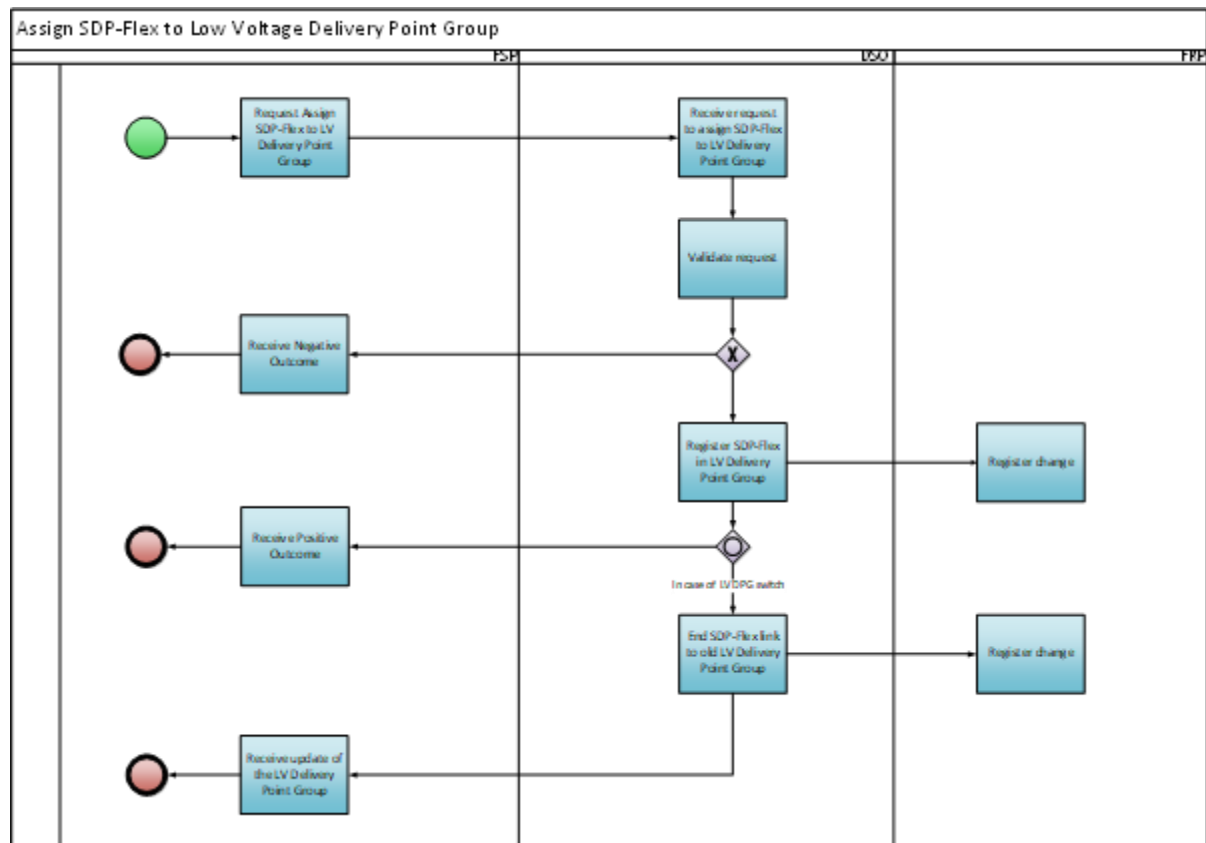 Assign SDP-Flex to Low Voltage Delivery Point Group
FSP
DSO
FRP
Request Assign
SDP-Flex to LV
Delivery Point
Group
Receive request
to assign SDP-Flex
to LV Delivery
Point Group
Validate request
X
Receive Negative
Outcome
Register SDP-Flex
in LV Delivery
Point Group
Register change
Receive Positive
Outcome
In case of LVDPG switch
End SDP-Flex link
to old LV Delivery
Point Group
Register change
Receive update of
the LV Delivery
Point Group